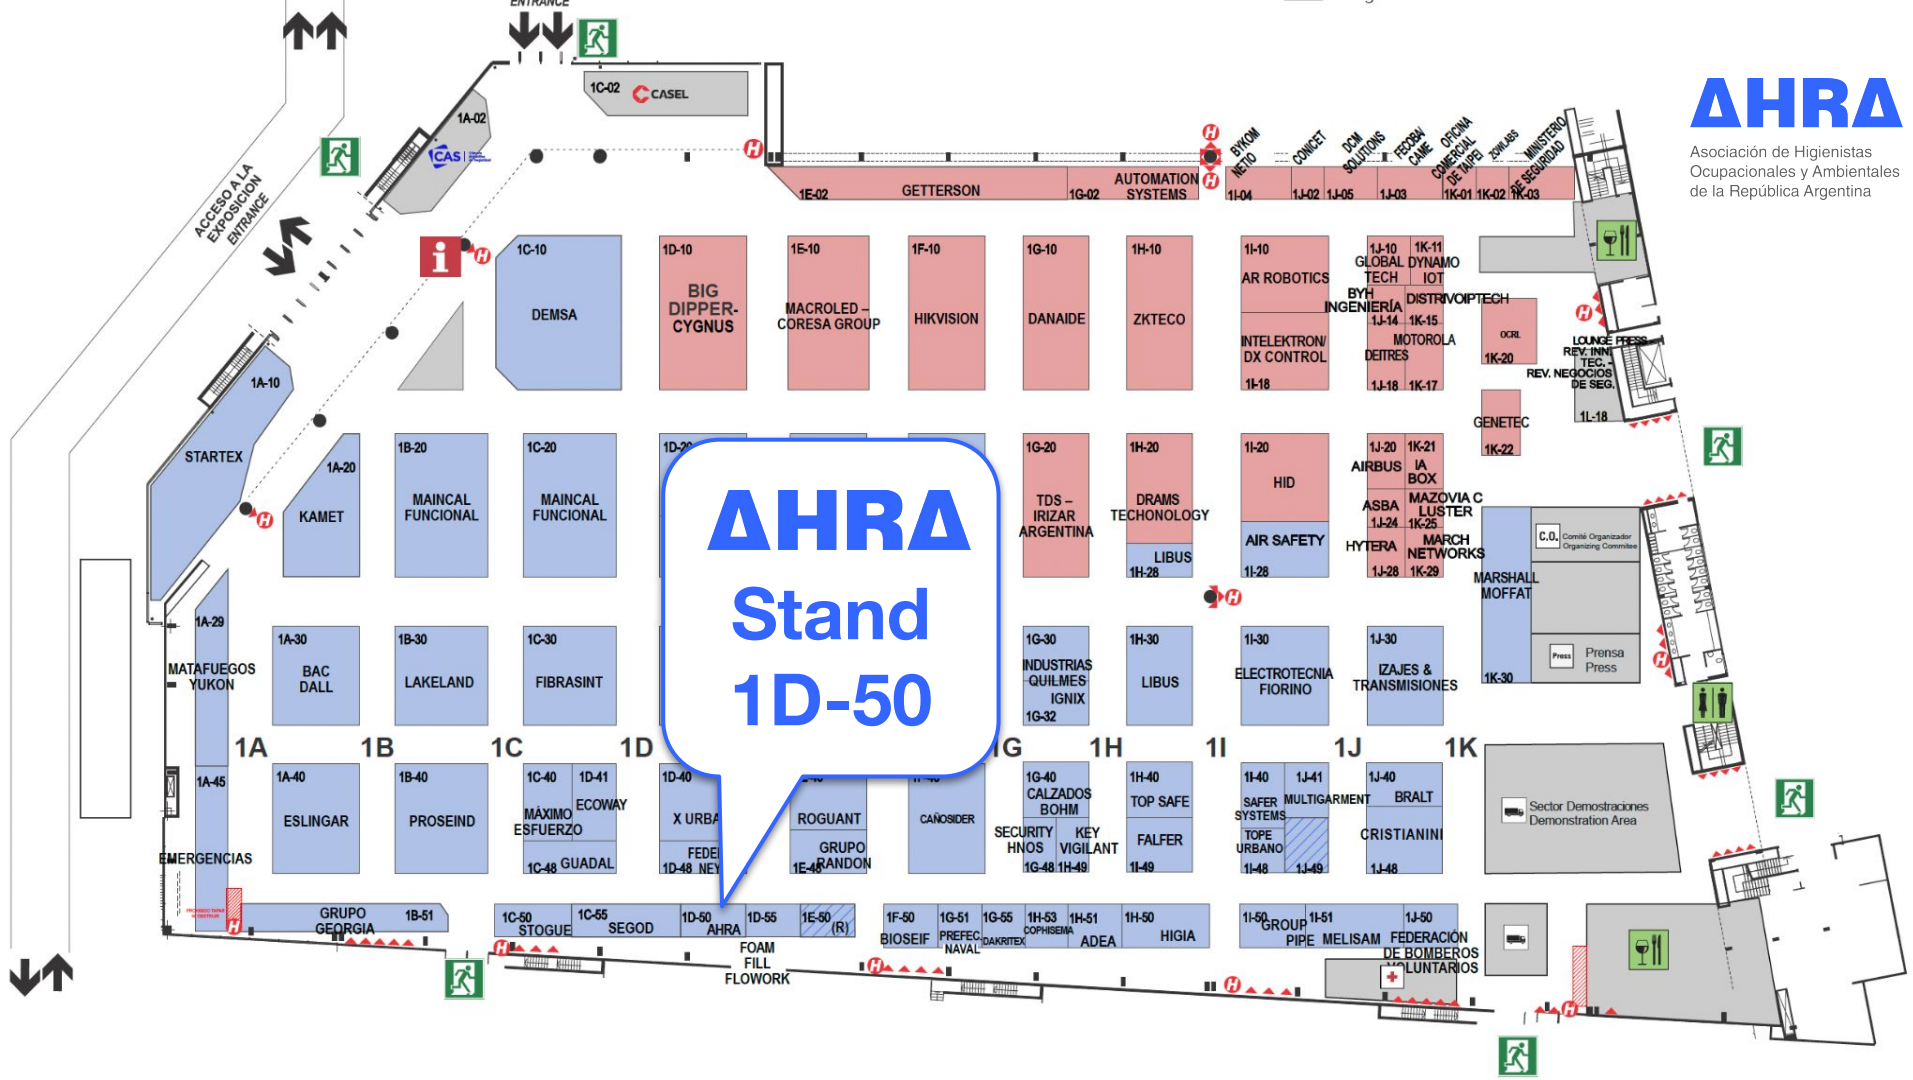 ENTRANCE
ACCESO A LA
EXPOSICION
ENTRANCE
1C-02
CASEL
1A-02
CAS
AHRA
Asociación de Higienistas
Ocupacionales y Ambientales
de la República Argentina
BYKOM
NETIO
CONICET
DCM
SOLUTIONS
FECOBA/
CAME
OFICINA
COMERCIAL
DE TAIPEI
ZOWLABS
MINISTERIO
DE SEGURIDAD
1E-02
GETTERSON
1G-02
AUTOMATION
SYSTEMS
1I-04
1J-02
1J-05
1J-03
1K-01
1K-02
1K-03
i
1C-10
DEMSA
1D-10
BIG
DIPPER-
CYGNUS
1E-10
MACROLED –
CORESA GROUP
1F-10
HIKVISION
1G-10
DANAIDE
1H-10
ZKTECO
1I-10
AR ROBOTICS
INTELEKTRON/
DX CONTROL
1I-18
1J-10
GLOBAL
TECH
1K-11
DYNAMO
IOT
BYH
INGENIERÍA
1J-14
DISTRIVOIPTECH
1K-15
DEITRES
1J-18
MOTOROLA
1K-17
OCRL
1K-20
LOUNGE PRESS
REV. INN.
TEC. -
REV. NEGOCIOS
DE SEG.
1L-18
GENETEC
1K-22
1A-10
STARTEX
1A-20
KAMET
1B-20
MAINCAL
FUNCIONAL
1C-20
MAINCAL
FUNCIONAL
1D-20
AHRA
Stand
1D-50
1G-20
TDS –
IRIZAR
ARGENTINA
1H-20
DRAMS
TECHONOLOGY
LIBUS
1H-28
1I-20
HID
AIR SAFETY
1I-28
1J-20
AIRBUS
1K-21
IA
BOX
ASBA
1J-24
MAZOVIA C
LUSTER
1K-25
HYTERA
1J-28
MARCH
NETWORKS
1K-29
MARSHALL
MOFFAT
1K-30
C.O.
Comité Organizador
Organizing Commitee
Press
Prensa
Press
1A-29
MATAFUEGOS
YUKON
1A-30
BAC
DALL
1B-30
LAKELAND
1C-30
FIBRASINT
1G-30
INDUSTRIAS
QUILMES
IGNIX
1G-32
1H-30
LIBUS
1I-30
ELECTROTECNIA
FIORINO
1J-30
IZAJES &
TRANSMISIONES
1A
1B
1C
1D
1G
1H
1I
1J
1K
1A-45
EMERGENCIAS
1A-40
ESLINGAR
1B-40
PROSEIND
1C-40
MÁXIMO
ESFUERZO
1D-41
ECOWAY
1C-48
GUADAL
1D-40
X URBA
FEDE
1D-48
NEY
ROGUANT
GRUPO
RANDON
1E-48
CAÑOSIDER
1G-40
CALZADOS
BOHM
SECURITY
HNOS
1G-48
KEY
VIGILANT
1H-49
1H-40
TOP SAFE
FALFER
1I-49
1I-40
SAFER
SYSTEMS
TOPE
URBANO
1I-48
1J-41
MULTIGARMENT
1J-49
1J-40
BRALT
CRISTIANINI
1J-48
Sector Demostraciones
Demonstration Area
GRUPO
GEORGIA
1B-51
1C-50
STOGUE
1C-55
SEGOD
1D-50
AHRA
1D-55
FOAM
FILL
FLOWORK
1E-50
(R)
1F-50
BIOSEIF
1G-51
PREFEC.
NAVAL
1G-55
DAKRITEX
1H-53
COPHISEMA
1H-51
ADEA
1H-50
HIGIA
1I-50
GROUP
PIPE
1I-51
MELISAM
1J-50
FEDERACIÓN
DE BOMBEROS
VOLUNTARIOS